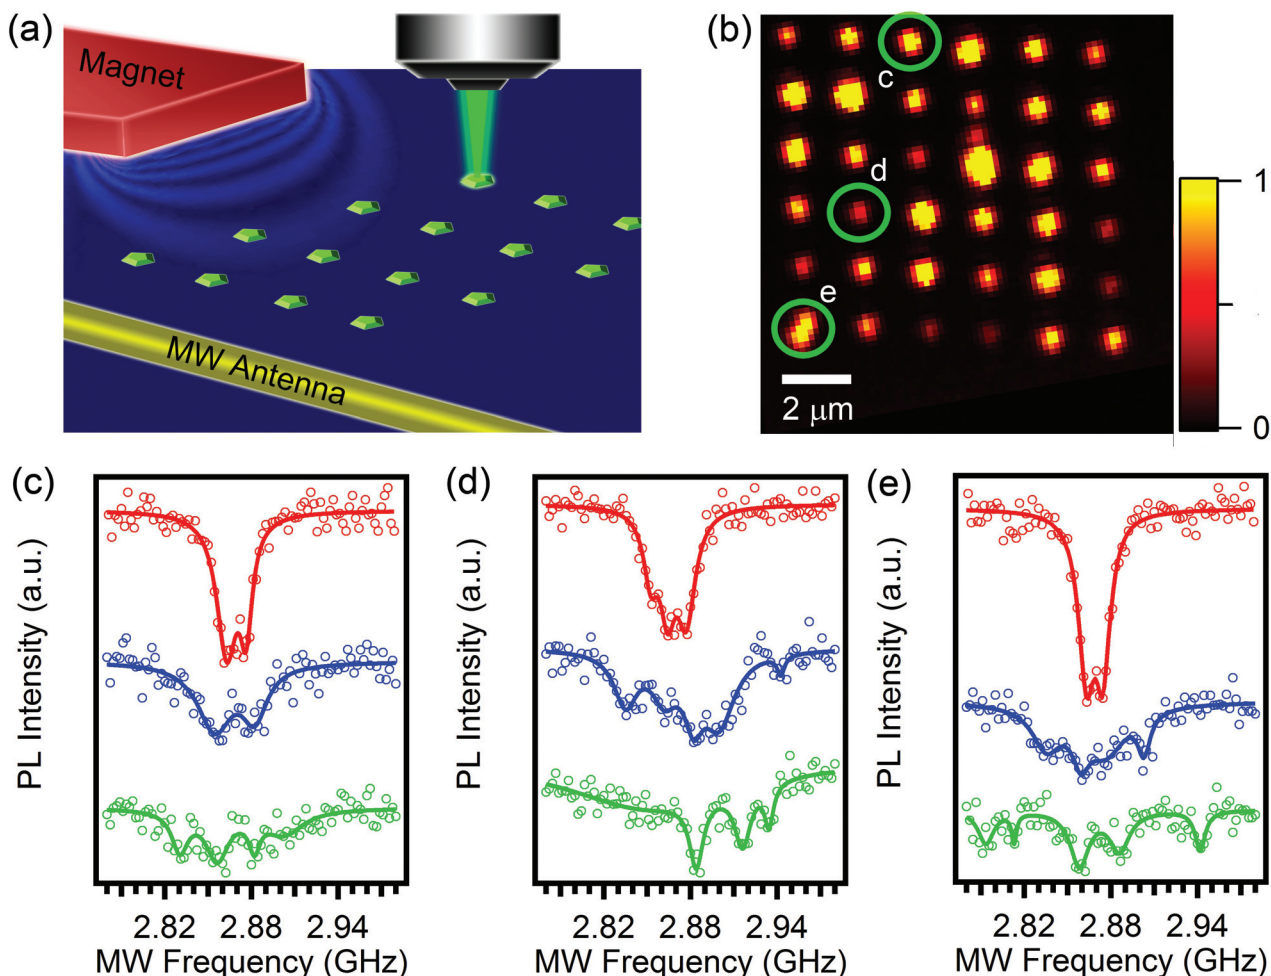 (a)
Magnet
MW Antenna
(b)
c
d
e
2 μm
1
0
(c)
PL Intensity (a.u.)
2.82 2.88 2.94
MW Frequency (GHz)
(d)
PL Intensity (a.u.)
2.82 2.88 2.94
MW Frequency (GHz)
(e)
PL Intensity (a.u.)
2.82 2.88 2.94
MW Frequency (GHz)